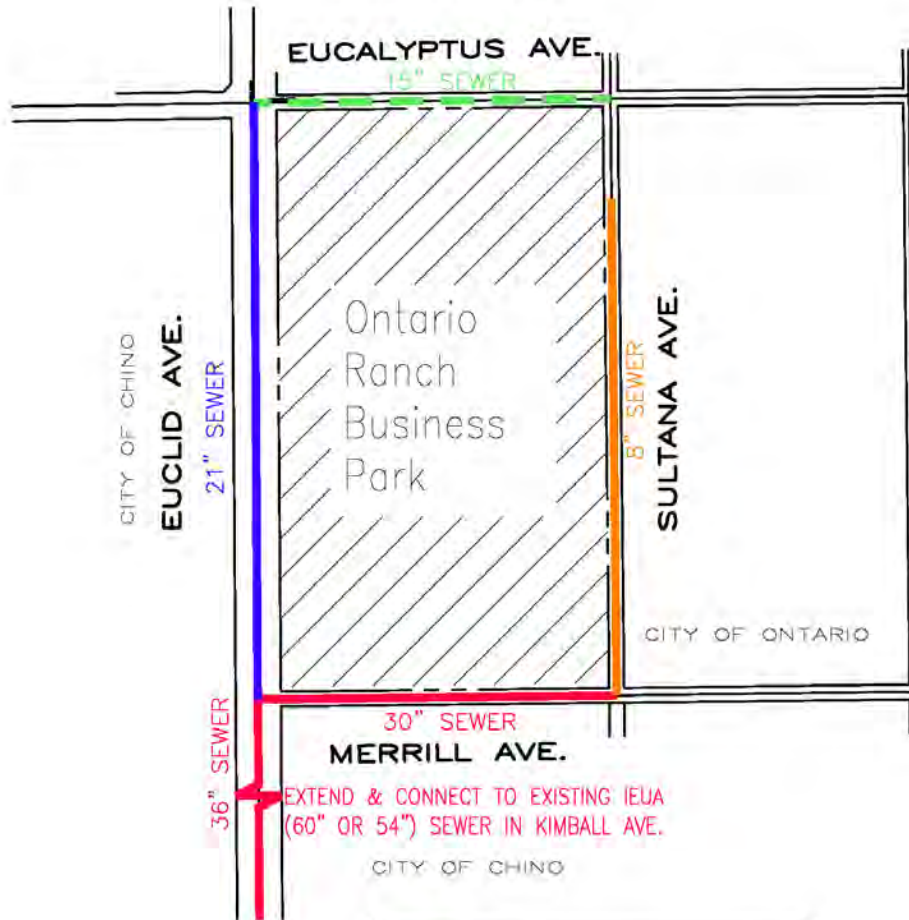 EUCALYPTUS AVE.
15" SEWER
CITY OF CHINO
EUCLID AVE.
21" SEWER
Ontario
Ranch
Business
Park
8" SEWER
SULTANA AVE.
CITY OF ONTARIO
36" SEWER
30" SEWER
MERRILL AVE.
EXTEND & CONNECT TO EXISTING IEUA
(60" OR 54") SEWER IN KIMBALL AVE.
CITY OF CHINO